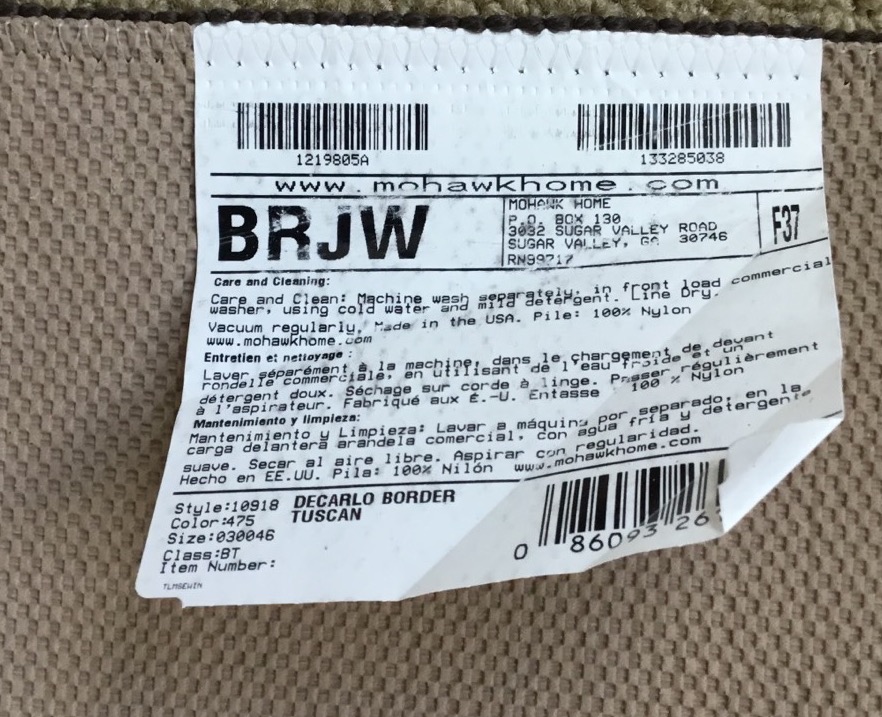 1219805A 133285038
www.mohawkhome.com
BRJW
MOHAWK HOME
P.O. BOX 130
3032 SUGAR VALLEY ROAD
SUGAR VALLEY, GA 30746
RN99717
F37
Care and Cleaning:
Care and Clean: Machine wash separately, in front load commercial
washer, using cold water and mild detergent. Line Dry.
Vacuum regularly. Made in the USA. Pile: 100% Nylon
www.mohawkhome.com
Entretien et nettoyage :
Laver séparément à la machine, dans le chargement de devant
rondelle commerciale, en utilisant de l'eau froide et un
détergent doux. Séchage sur corde à linge. Passer régulièrement
à l'aspirateur. Fabriqué aux É.-U. Entasse 100 % Nylon
Mantenimiento y limpieza:
Mantenimiento y Limpieza: Lavar a máquina por separado, en la
carga delantera arandela comercial, con agua fría y detergente
suave. Secar al aire libre. Aspirar con regularidad.
Hecho en EE.UU. Pila: 100% Nilón www.mohawkhome.com
Style:10918 DECARLO BORDER
Color:475 TUSCAN
Size:030046
Class:BT
Item Number:
0 86093 26
TLMSEWIN